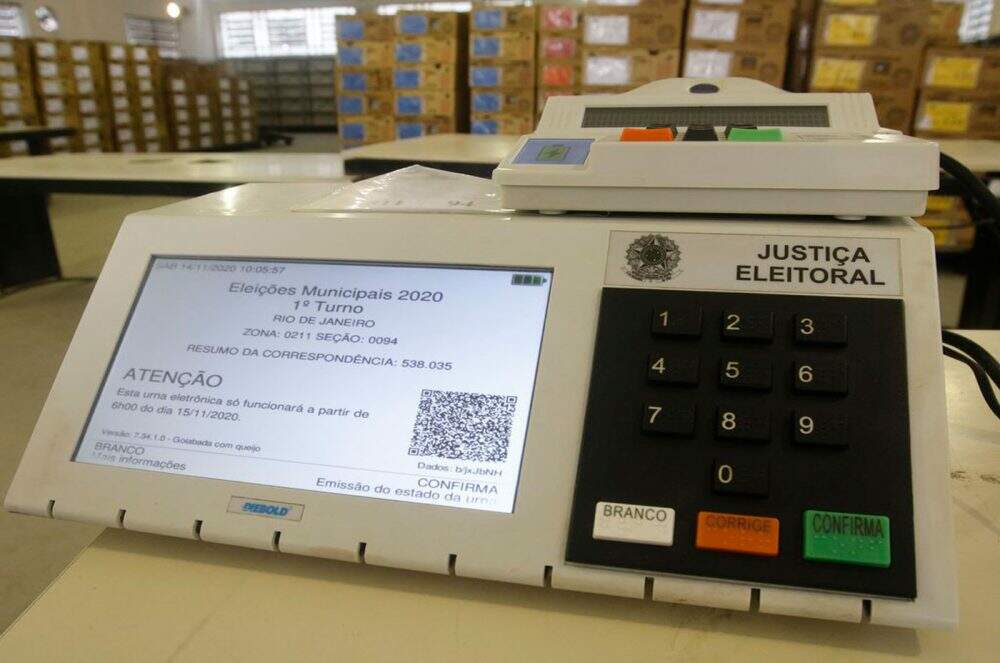 SAB 14/11/2020 10:05:57
Eleições Municipais 2020
1º Turno
RIO DE JANEIRO
ZONA: 0211 SEÇÃO: 0094
RESUMO DA CORRESPONDÊNCIA: 538.035
ATENÇÃO
Esta urna eletrônica só funcionará a partir de
6h00 do dia 15/11/2020.
Versão: 7.54.1.0 - Goiabada com queijo
Dados: b/jxJbNH
BRANCO
Mais informações
CONFIRMA
Emissão do estado da urna
DIEBOLD
JUSTIÇA
ELEITORAL
1 2 3
4 5 6
7 8 9
0
BRANCO CORRIGE CONFIRMA